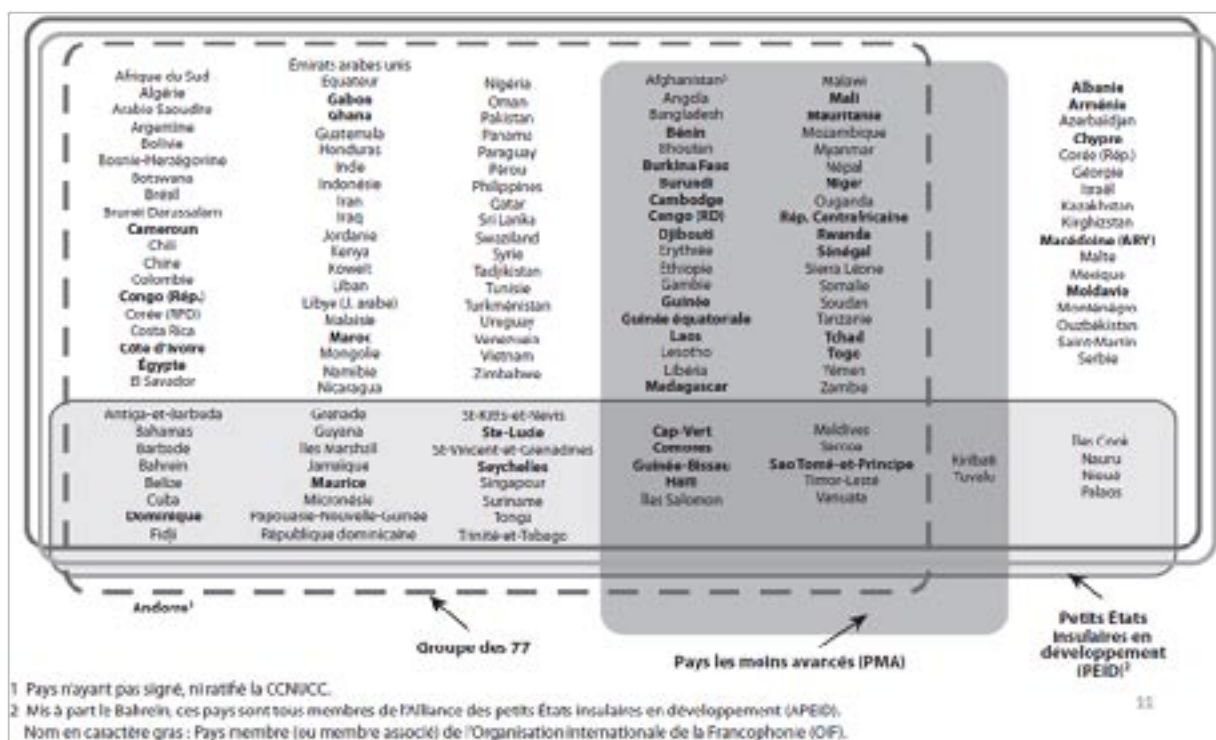 Afrique du Sud
Algérie
Arabie Saoudite
Argentine
Bolivie
Bosnie-Herzégorine
Botswana
Brésil
Brunei Darussalam
Cameroun
Chili
Chine
Colombie
Congo (Rép.)
Corée (RPD)
Costa Rica
Côte d'Ivoire
Égypte
El Savador
Émirats arabes unis
Equateur
Gabon
Ghana
Guatemala
Honduras
Inde
Indonésie
Iran
Iraq
Jordanie
Kenya
Koweït
Liban
Libye (J. arabe)
Malaisie
Maroc
Mongolie
Namibie
Nicaragua
Nigéria
Oman
Pakistan
Panama
Paraguay
Pérou
Philippines
Qatar
Sri Lanka
Swaziland
Syrie
Tadjikistan
Tunisie
Turkménistan
Uruguay
Venezuela
Vietnam
Zimbabwe
Afghanistan²
Angola
Bangladesh
Bénin
Bhoutan
Burkina Faso
Burundi
Cambodge
Congo (RD)
Djibouti
Erythrée
Éthiopie
Gambie
Guinée
Guinée équatoriale
Laos
Lesotho
Libéria
Madagascar
Malawi
Mali
Mauritanie
Mozambique
Myanmar
Népal
Niger
Ouganda
Rép. Centrafricaine
Rwanda
Sénégal
Sierra Léone
Somalie
Soudan
Tanzanie
Tchad
Togo
Yémen
Zambie
Albanie
Arménie
Azerbaïdjan
Chypre
Corée (Rép.)
Géorgie
Israël
Kazakhstan
Kirghizstan
Macédoine (ARY)
Malte
Mexique
Moldavie
Monténégro
Ouzbékistan
Saint-Martin
Serbie
Antiga-et-Barbuda
Bahamas
Barbade
Bahrein
Belize
Cuba
Dominique
Fidji
Grenade
Guyana
Îles Marshall
Jamaïque
Maurice
Micronésie
Papouasie-Nouvelle-Guinée
République dominicaine
St-Kitts-et-Nevis
Ste-Lucie
St-Vincent-et-Grenadines
Seychelles
Singapour
Suriname
Tonga
Trinité-et-Tobago
Cap-Vert
Comores
Guinée-Bissau
Haïti
Îles Salomon
Maldives
Samoa
Sao Tomé-et-Principe
Timor-Leste
Vanuata
Kiribati
Tuvalu
Îles Cook
Nauru
Nioué
Palaos
Andorre¹
Groupe des 77
Pays les moins avancés (PMA)
Petits États
insulaires en
développement
(PEID)²
1 Pays n'ayant pas signé, ni ratifié la CCNUCC.
2 Mis à part le Bahrein, ces pays sont tous membres de l'Alliance des petits États insulaires en développement (APEID).
Nom en caractère gras : Pays membre (ou membre associé) de l'Organisation internationale de la Francophonie (OIF).
11